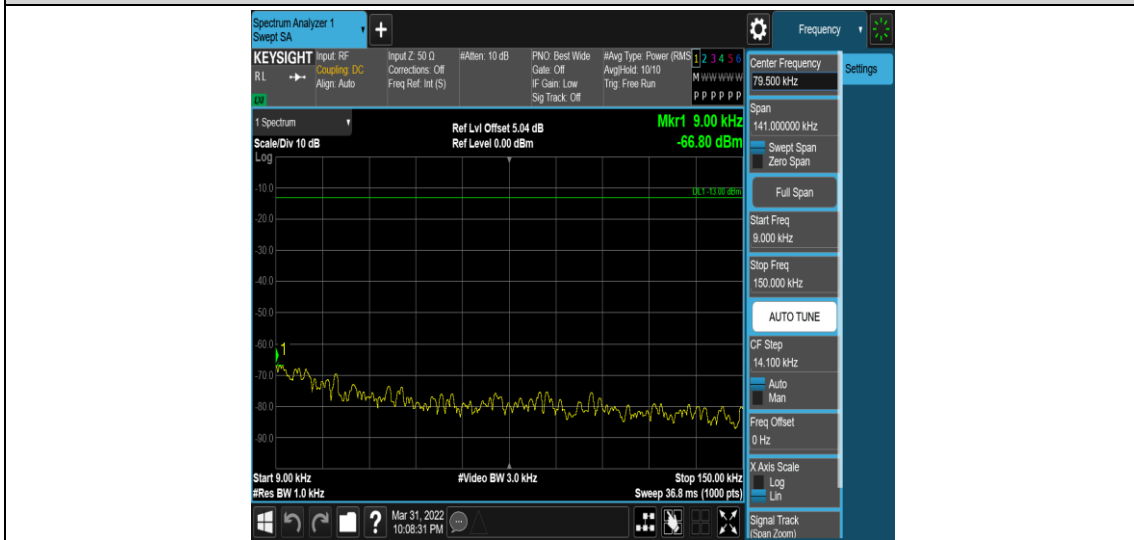 Spectrum Analyzer 1
Swept SA
+
Frequency
KEYSIGHT
RL
Input: RF
Coupling: DC
Align: Auto
Input Z: 50 Ω
Corrections: Off
Freq Ref: Int (S)
#Atten: 10 dB
PNO: Best Wide
Gate: Off
IF Gain: Low
Sig Track: Off
#Avg Type: Power (RMS
Avg|Hold: 10/10
Trig: Free Run
1 2 3 4 5 6
M W W W W W
P P P P P P
1 Spectrum
Scale/Div 10 dB
Log
Ref Lvl Offset 5.04 dB
Ref Level 0.00 dBm
Mkr1 9.00 kHz
-66.80 dBm
DL1 -13.00 dBm
-10.0
-20.0
-30.0
-40.0
-50.0
-60.0
1
-70.0
-80.0
-90.0
Start 9.00 kHz
#Res BW 1.0 kHz
#Video BW 3.0 kHz
Stop 150.00 kHz
Sweep 36.8 ms (1000 pts)
Center Frequency
79.500 kHz
Settings
Span
141.000000 kHz
Swept Span
Zero Span
Full Span
Start Freq
9.000 kHz
Stop Freq
150.000 kHz
AUTO TUNE
CF Step
14.100 kHz
Auto
Man
Freq Offset
0 Hz
X Axis Scale
Log
Lin
Signal Track
(Span Zoom)
?
Mar 31, 2022
10:08:31 PM